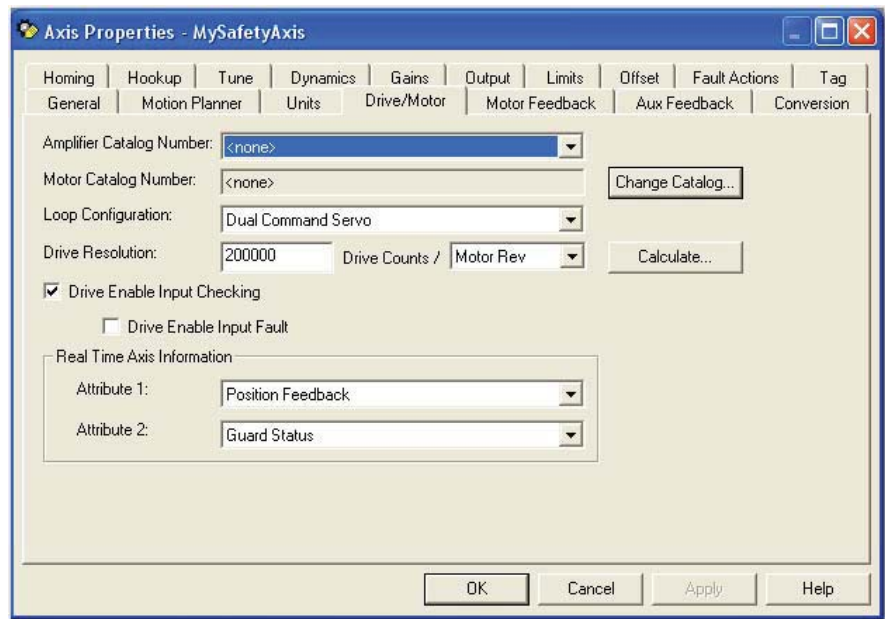 Axis Properties - MySafetyAxis
Homing Hookup Tune Dynamics Gains Output Limits Offset Fault Actions Tag
General Motion Planner Units Drive/Motor Motor Feedback Aux Feedback Conversion
Amplifier Catalog Number: <none>
Motor Catalog Number: <none> Change Catalog...
Loop Configuration: Dual Command Servo
Drive Resolution: 200000 Drive Counts / Motor Rev Calculate...
Drive Enable Input Checking
Drive Enable Input Fault
Real Time Axis Information
Attribute 1: Position Feedback
Attribute 2: Guard Status
OK Cancel Apply Help